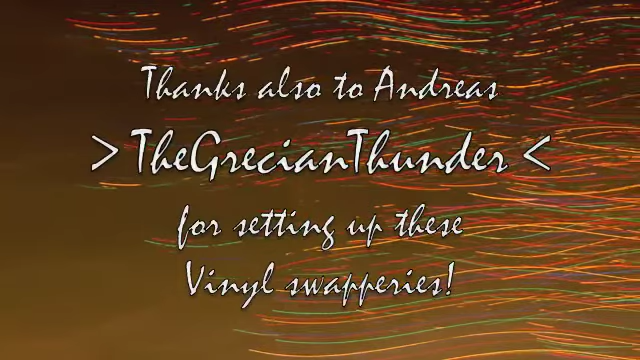 Thanks also to Andreas
> TheGrecianThunder <
for setting up these
Vinyl swapperies!